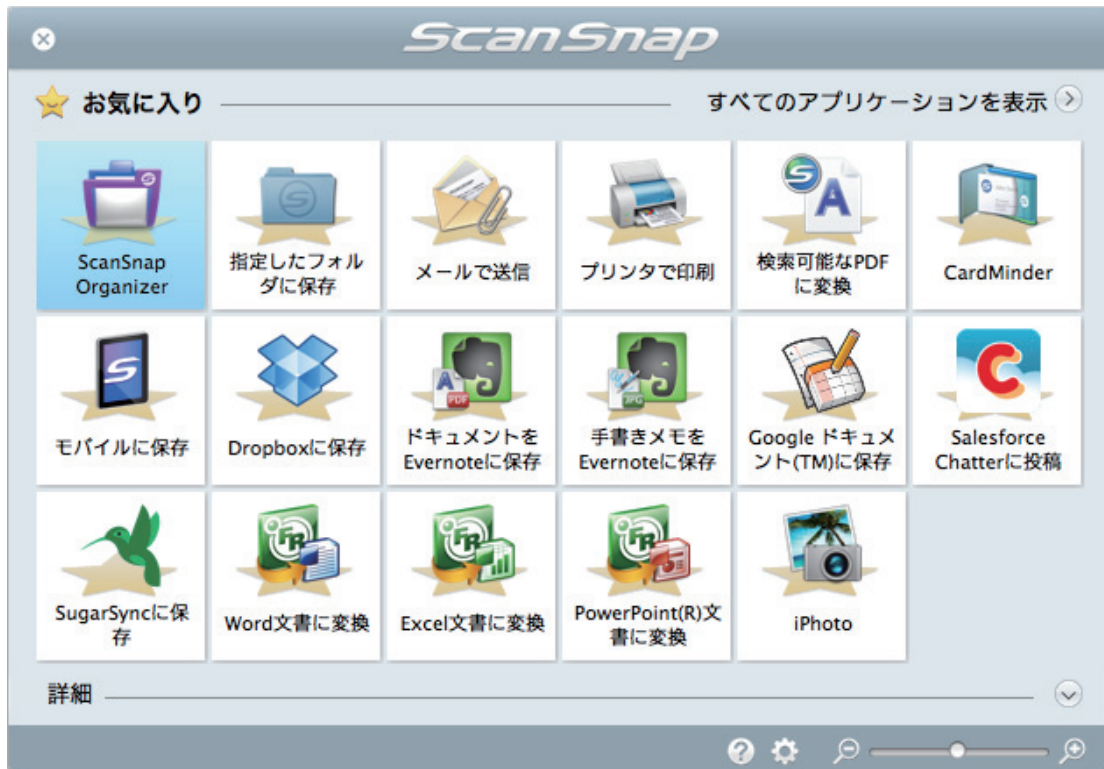 ScanSnap
お気に入り
すべてのアプリケーションを表示
ScanSnap
Organizer
指定したフォル
ダに保存
メールで送信
プリンタで印刷
検索可能なPDF
に変換
CardMinder
モバイルに保存
Dropboxに保存
ドキュメントを
Evernoteに保存
手書きメモを
Evernoteに保存
Google ドキュメ
ント(TM)に保存
Salesforce
Chatterに投稿
SugarSyncに保
存
Word文書に変換
Excel文書に変換
PowerPoint(R)文
書に変換
iPhoto
詳細